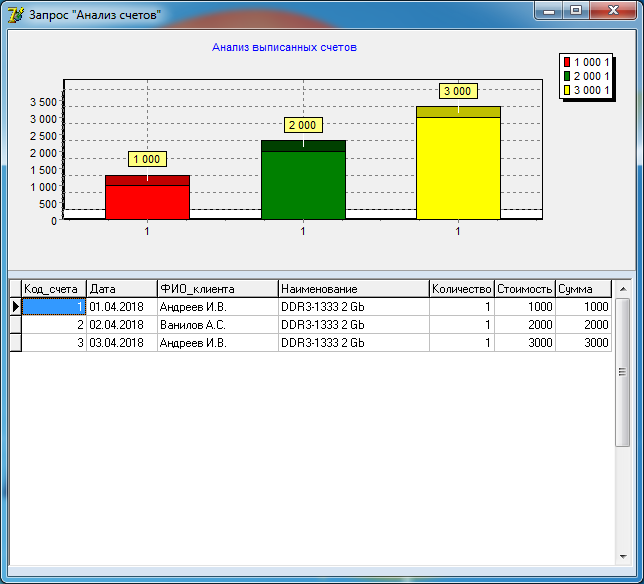 Запрос "Анализ счетов"
Анализ выписанных счетов
1 000 1
2 000 1
3 000 1
3 500
3 000
2 500
2 000
1 500
1 000
500
0
1 000
2 000
3 000
1 1 1
Код_счета Дата ФИО_клиента Наименование Количество Стоимость Сумма
1 01.04.2018 Андреев И.В. DDR3-1333 2 Gb 1 1000 1000
2 02.04.2018 Ванилов А.С. DDR3-1333 2 Gb 1 2000 2000
3 03.04.2018 Андреев И.В. DDR3-1333 2 Gb 1 3000 3000